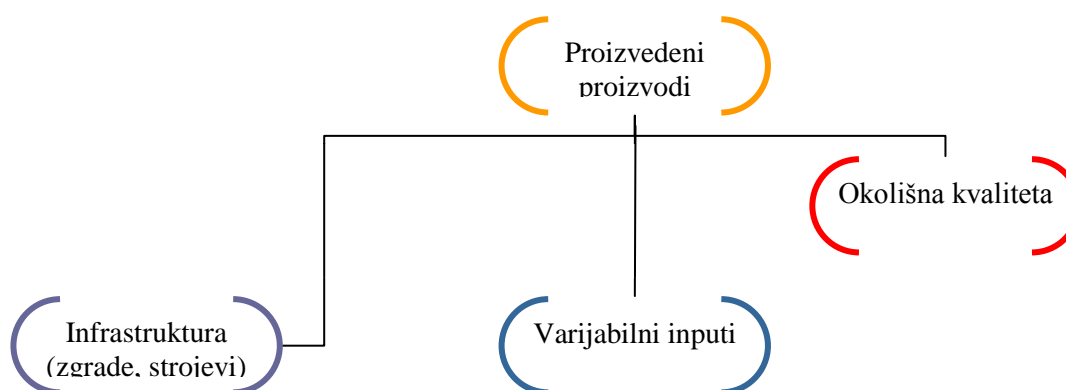 Proizvedeni
proizvodi
Okolišna kvaliteta
Infrastruktura
(zgrade, strojevi)
Varijabilni inputi